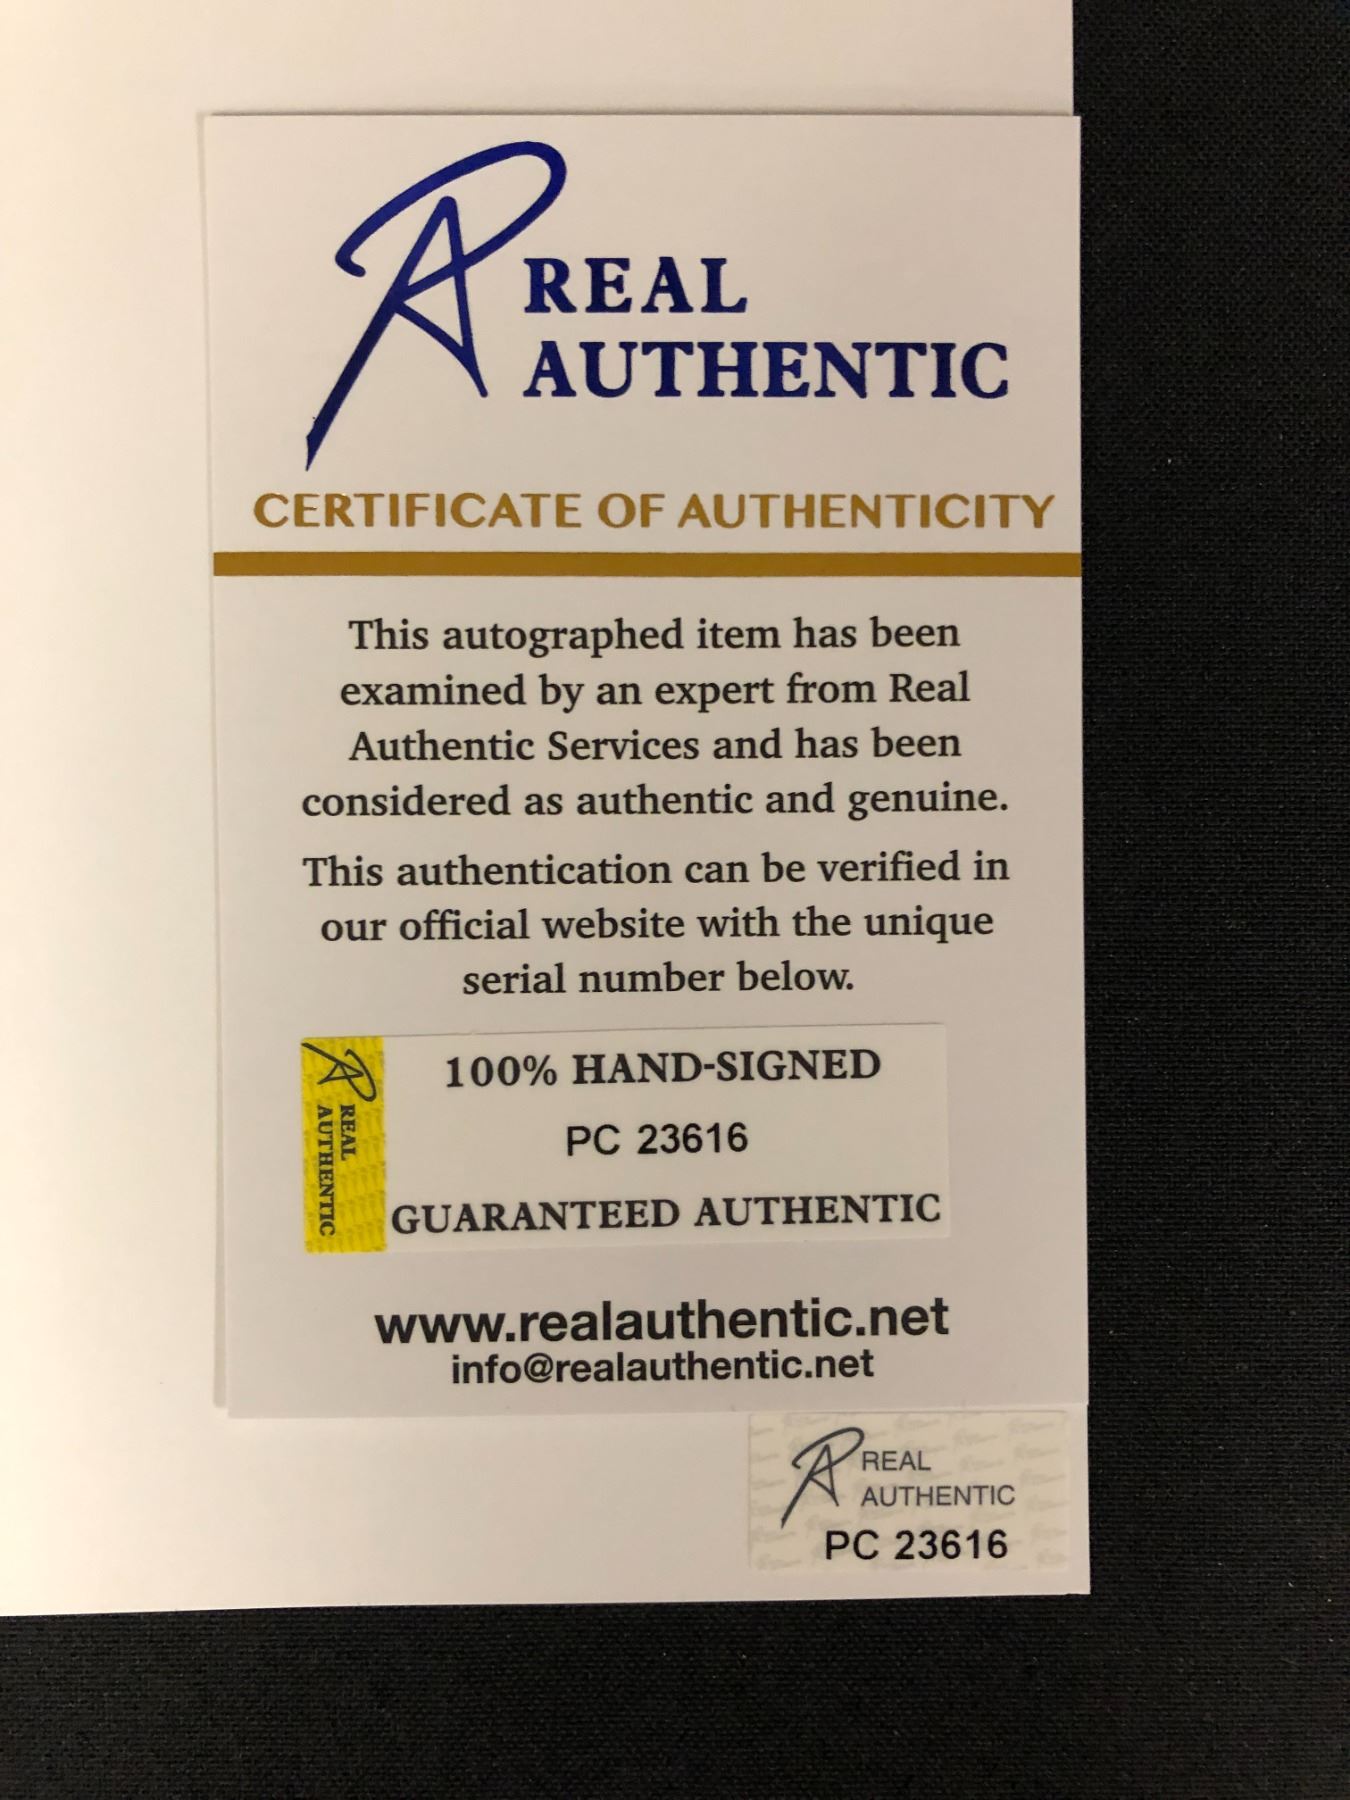 RA REAL
AUTHENTIC
CERTIFICATE OF AUTHENTICITY
This autographed item has been
examined by an expert from Real
Authentic Services and has been
considered as authentic and genuine.
This authentication can be verified in
our official website with the unique
serial number below.
RA REAL
AUTHENTIC
100% HAND-SIGNED
PC 23616
GUARANTEED AUTHENTIC
www.realauthentic.net
info@realauthentic.net
RA REAL
AUTHENTIC
PC 23616